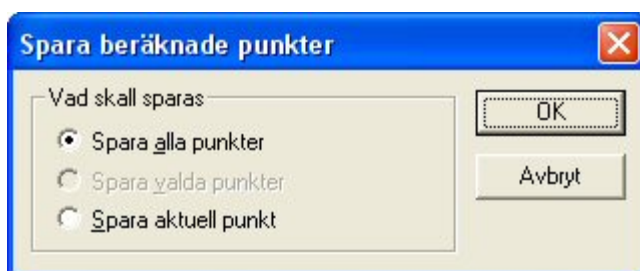 Spara beräknade punkter
Vad skall sparas
Spara alla punkter
Spara valda punkter
Spara aktuell punkt
OK
Avbryt